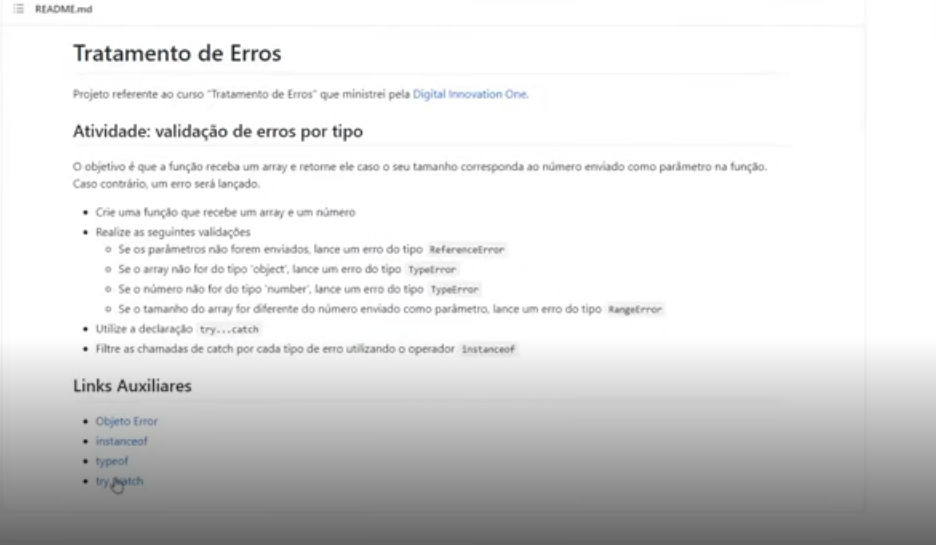 README.md
Tratamento de Erros
Projeto referente ao curso "Tratamento de Erros" que ministrei pela Digital Innovation One.
Atividade: validação de erros por tipo
O objetivo é que a função receba um array e retorne ele caso o seu tamanho corresponda ao número enviado como parâmetro na função.
Caso contrário, um erro será lançado.
Crie uma função que recebe um array e um número
Realize as seguintes validações
Se os parâmetros não forem enviados, lance um erro do tipo ReferenceError
Se o array não for do tipo 'object', lance um erro do tipo TypeError
Se o número não for do tipo 'number', lance um erro do tipo TypeError
Se o tamanho do array for diferente do número enviado como parâmetro, lance um erro do tipo RangeError
Utilize a declaração try...catch
Filtre as chamadas de catch por cada tipo de erro utilizando o operador instanceof
Links Auxiliares
Objeto Error
instanceof
typeof